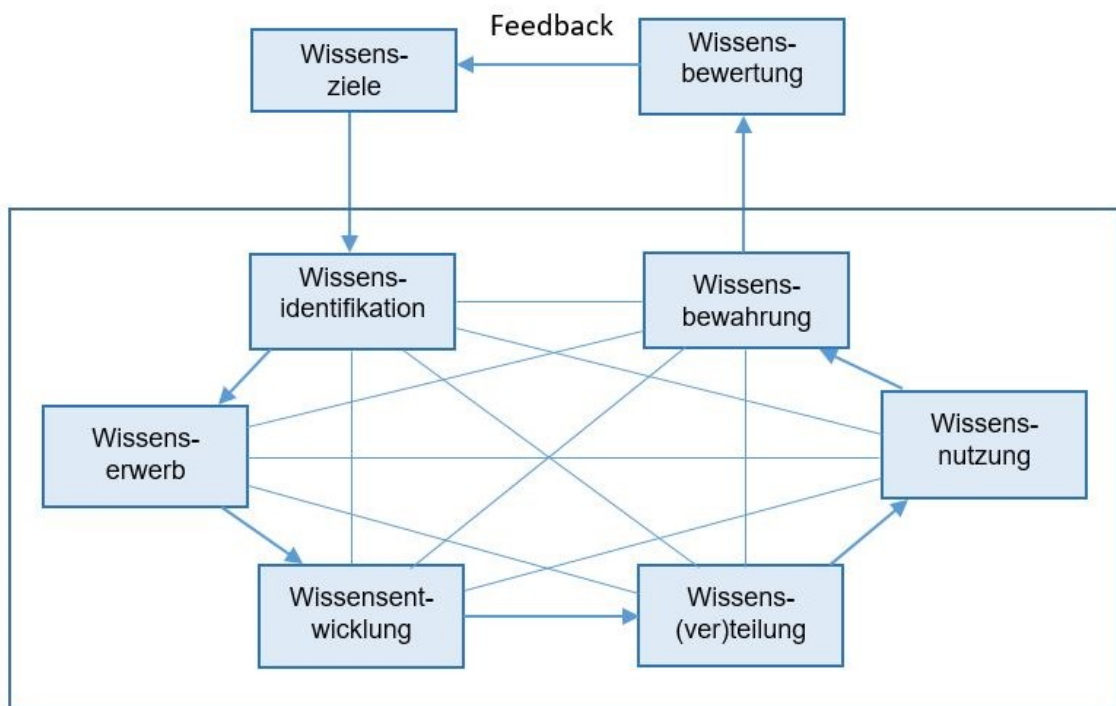 Feedback
Wissens-
ziele
Wissens-
bewertung
Wissens-
identifikation
Wissens-
bewahrung
Wissens-
erwerb
Wissens-
nutzung
Wissensent-
wicklung
Wissens-
(ver)teilung